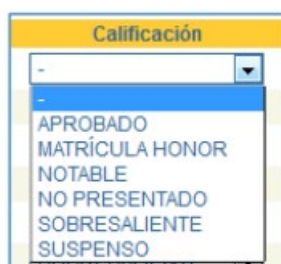 Calificación
-
-
APROBADO
MATRÍCULA HONOR
NOTABLE
NO PRESENTADO
SOBRESALIENTE
SUSPENSO